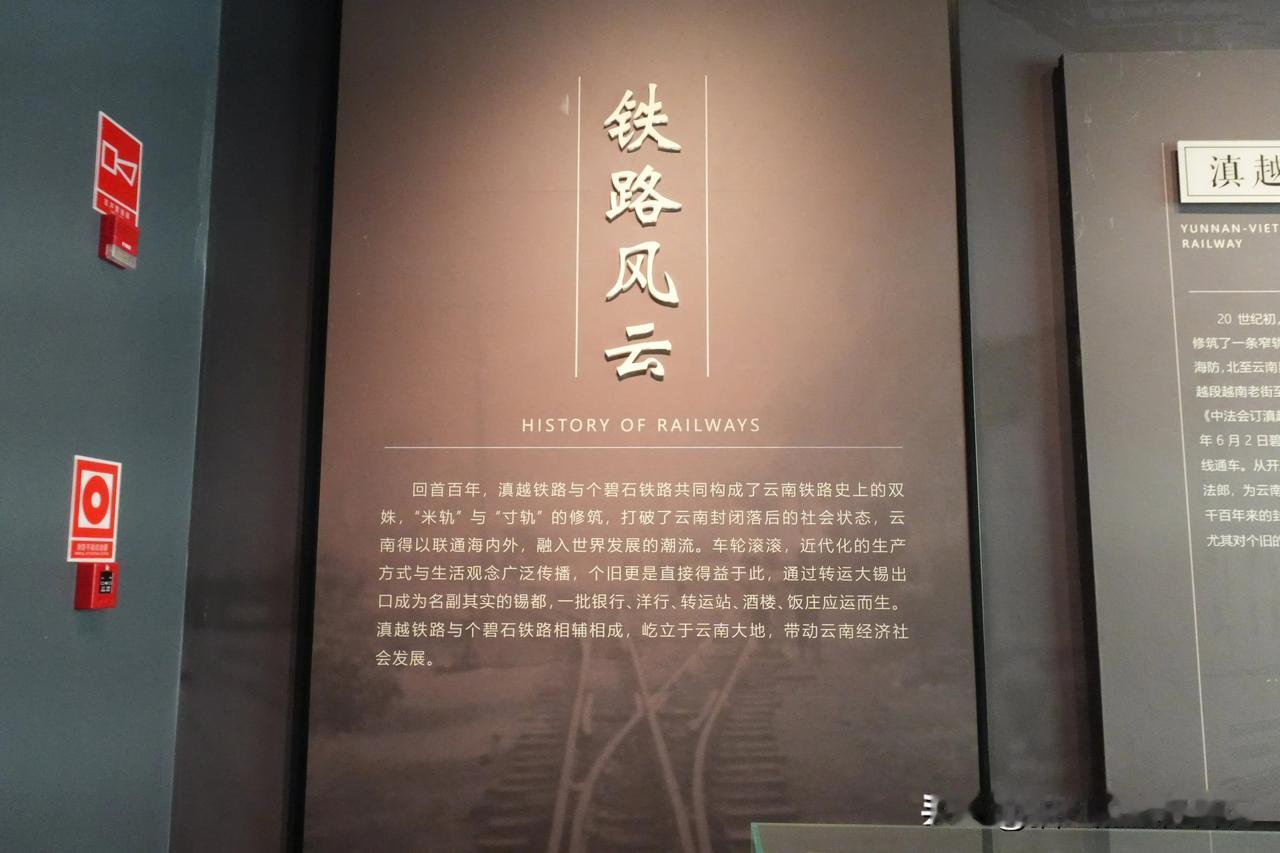 铁路风云
HISTORY OF RAILWAYS
回首百年，滇越铁路与个碧石铁路共同构成了云南铁路史上的双
姝，“米轨”与“寸轨”的修筑，打破了云南封闭落后的社会状态，云
南得以联通海内外，融入世界发展的潮流。车轮滚滚，近代化的生产
方式与生活观念广泛传播，个旧更是直接得益于此，通过转运大锡出
口成为名副其实的锡都，一批银行、洋行、转运站、酒楼、饭庄应运而生。
滇越铁路与个碧石铁路相辅相成，屹立于云南大地，带动云南经济社
会发展。
滇越
YUNNAN-VIET
RAILWAY
20 世纪初，
修筑了一条窄轨
海防，北至云南
越段越南老街至
《中法会订滇越
年 6 月 2 日碧
线通车。从开
法郎，为云南
千百年来的封
尤其对个旧的